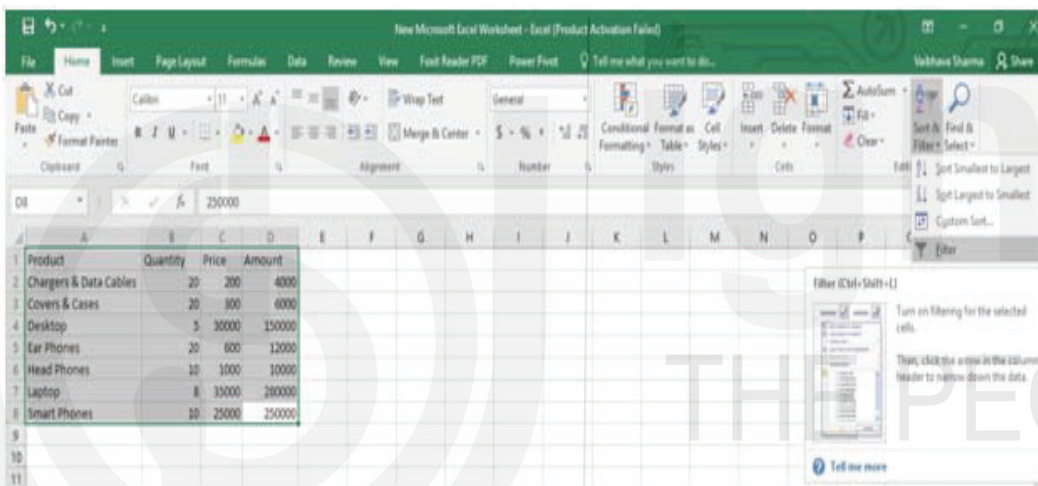 New Microsoft Excel Worksheet - Excel (Product Activation Failed)
File Home Insert Page Layout Formulas Data Review View Foxit Reader PDF Power Pivot Tell me what you want to do... Vaibhava Sharma Share
Cut
Copy
Format Painter
Paste
Clipboard
Calibri 11
B I U
Font
Wrap Text
Merge & Center
Alignment
General
$ % ,
Number
Conditional Formatting
Format as Table
Cell Styles
Styles
Insert Delete Format
Cells
AutoSum
Fill
Clear
Sort & Filter
Find & Select
Sort Smallest to Largest
Sort Largest to Smallest
Custom Sort...
Filter
D8 fx 250000
A B C D E F G H I J K L M N O P
1 Product Quantity Price Amount
2 Chargers & Data Cables 20 200 4000
3 Covers & Cases 20 300 6000
4 Desktop 5 30000 150000
5 Ear Phones 20 600 12000
6 Head Phones 10 1000 10000
7 Laptop 8 35000 280000
8 Smart Phones 10 25000 250000
9
10
11
Filter (Ctrl+Shift+L)
Turn on filtering for the selected
cells.
Then, click the arrow in the column
header to narrow down the data.
Tell me more
THE PEO